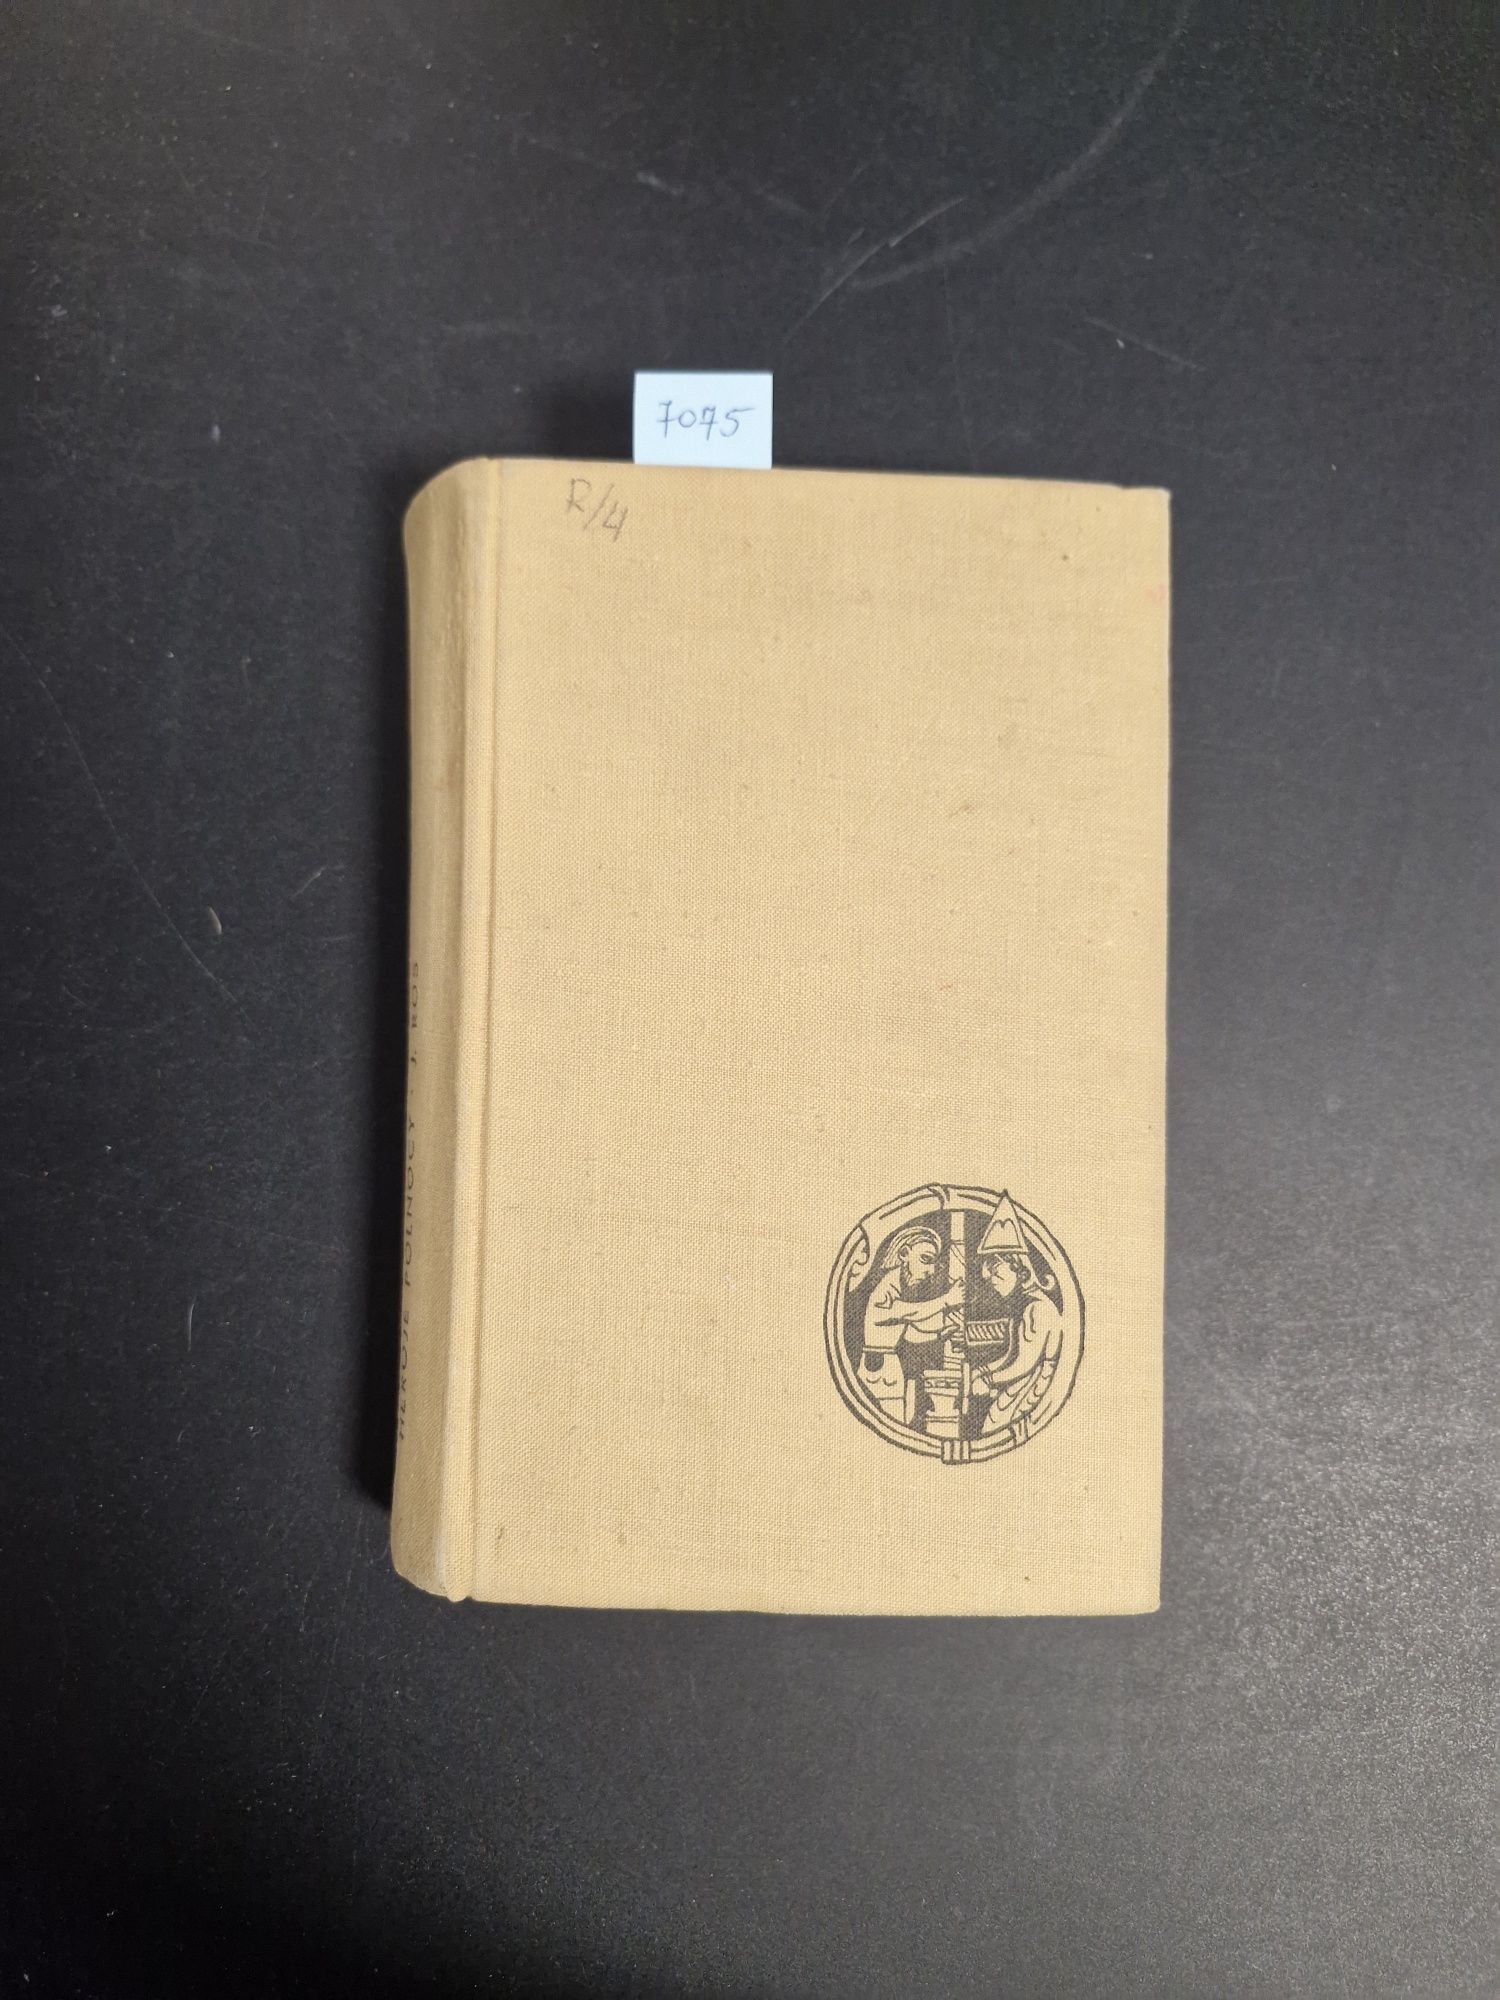 7075
R/4
HEROJE PÓŁNOCY · J. ROS